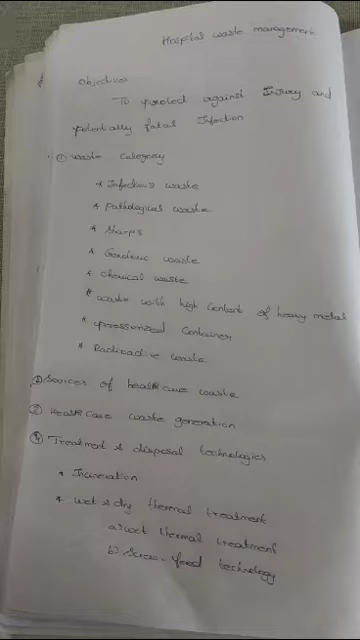 Hospital waste management
Objectives
To protect against Injury and
potentially fatal Infection
① waste category
* Infectious waste
* Pathological waste
* Sharps
* Genotoxic waste
* Chemical waste
* waste with high content of heavy metal
* pressurized container
* Radioactive waste
② Sources of health care waste
③ Health care waste generation
④ Treatment & disposal technologies
* Incineration
* wet & dry thermal treatment
a) wet thermal treatment
b) Screw-feed technology